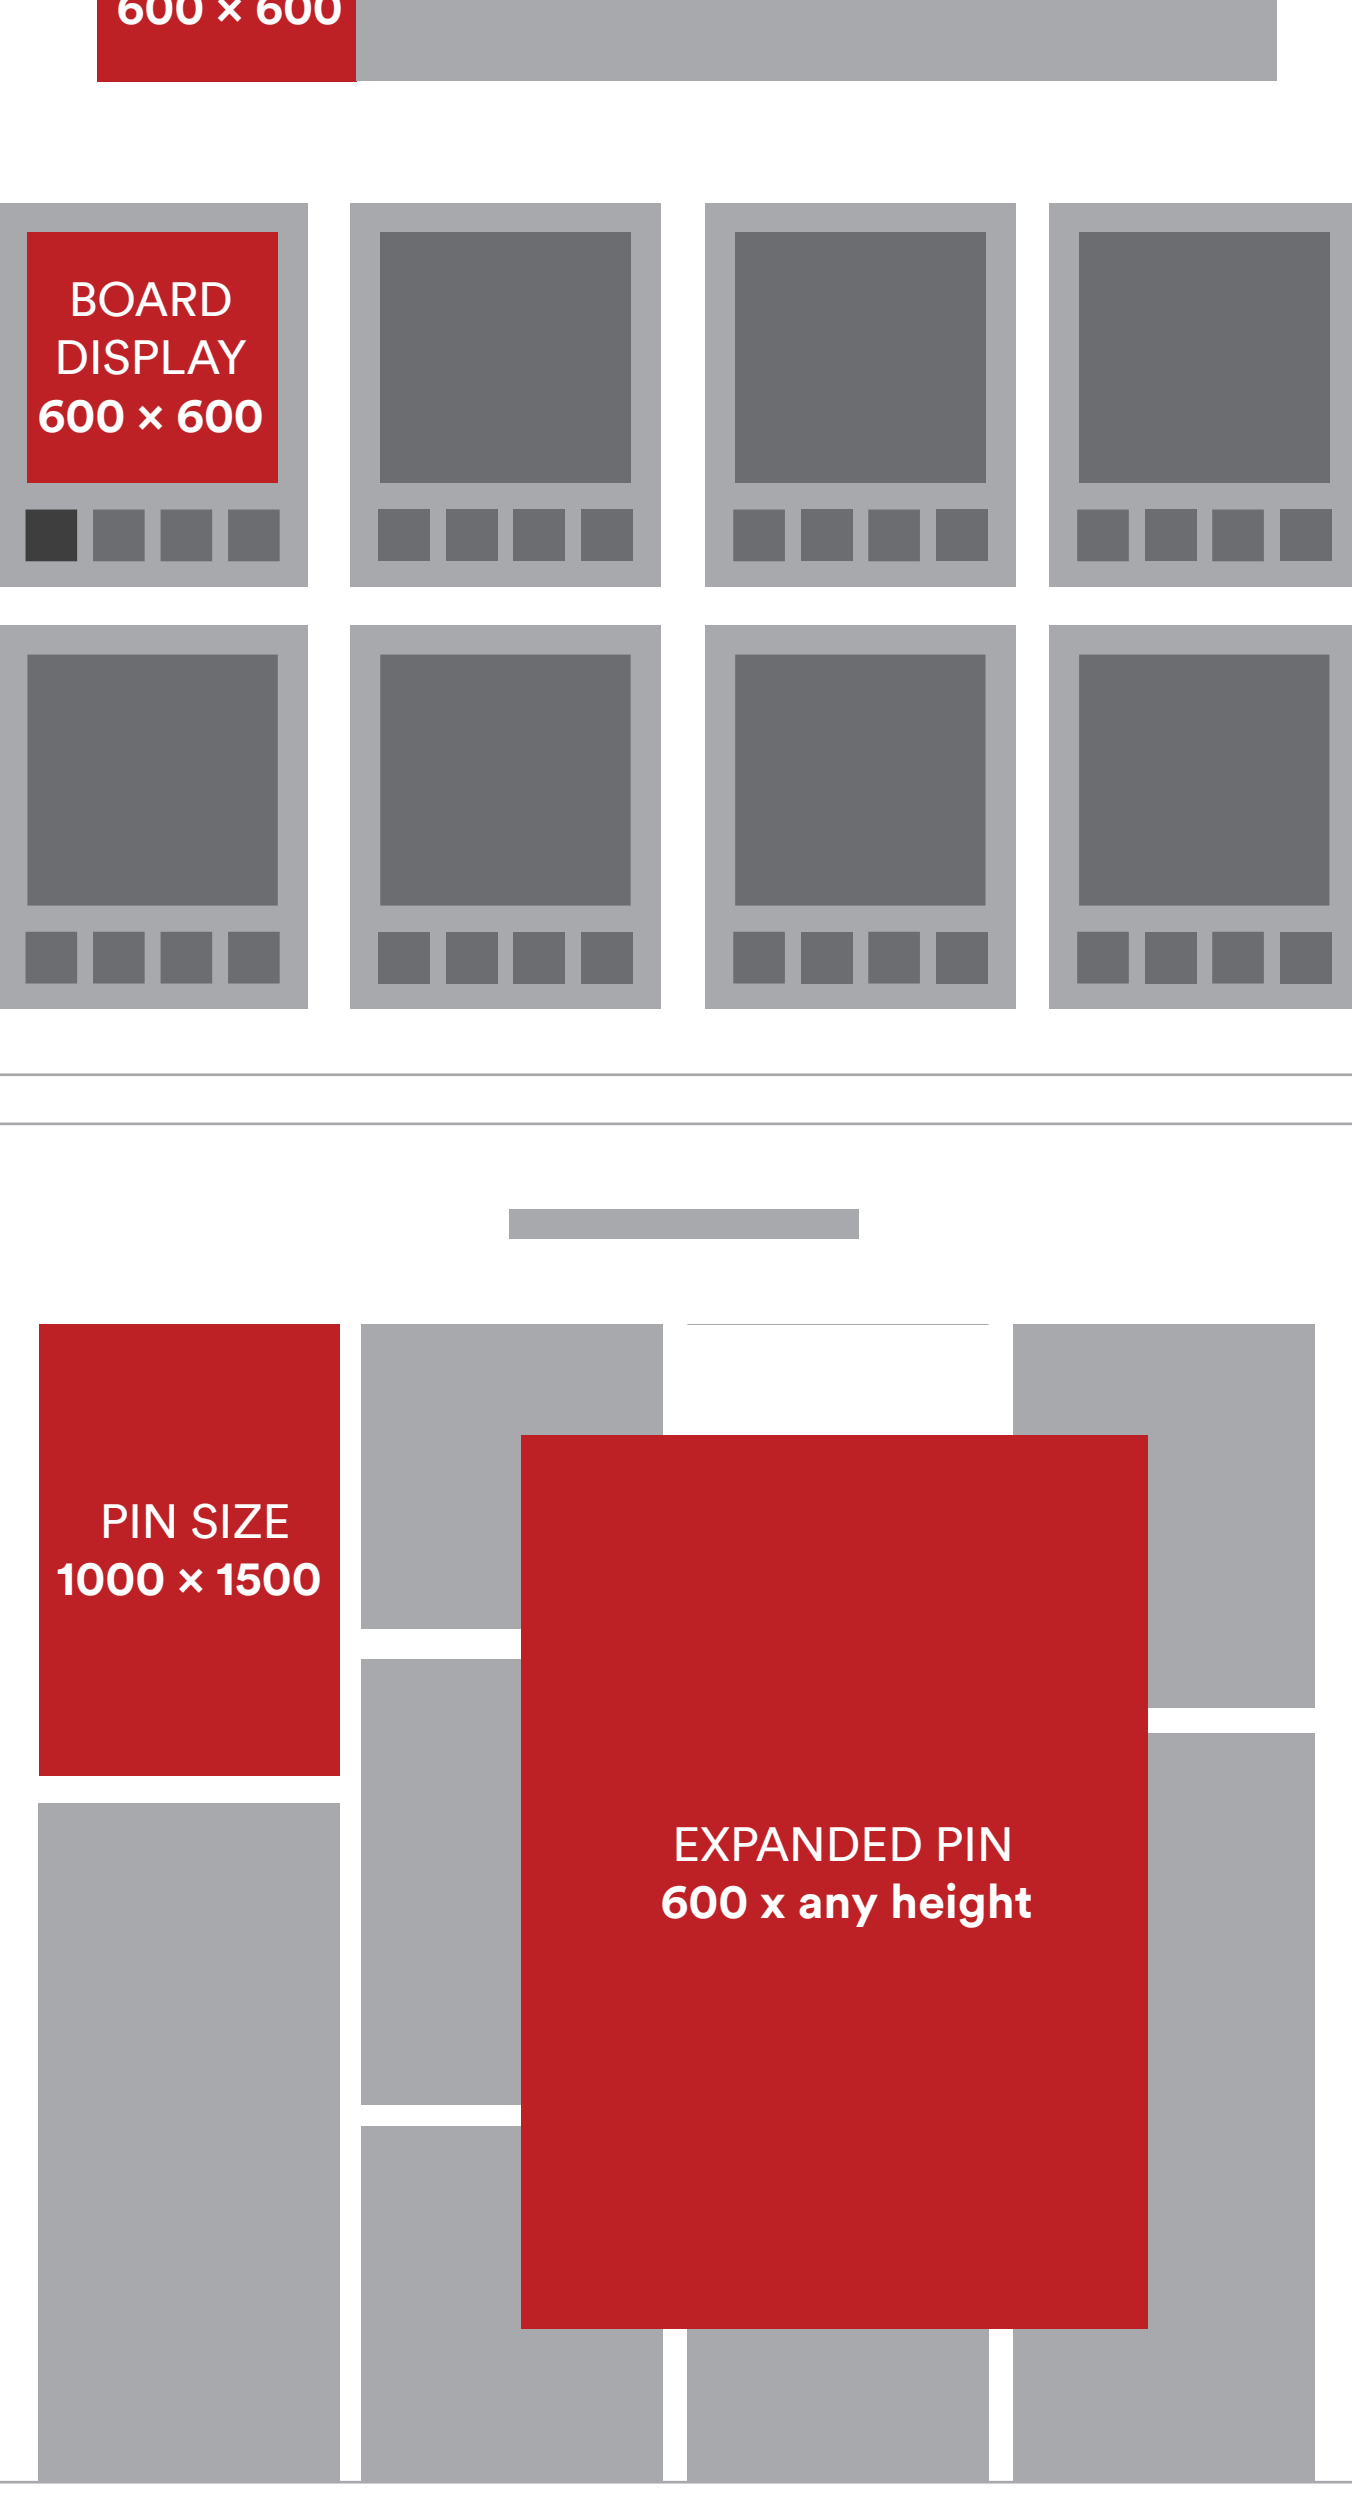 600 × 600
BOARD
DISPLAY
600 × 600
PIN SIZE
1000 × 1500
EXPANDED PIN
600 x any height